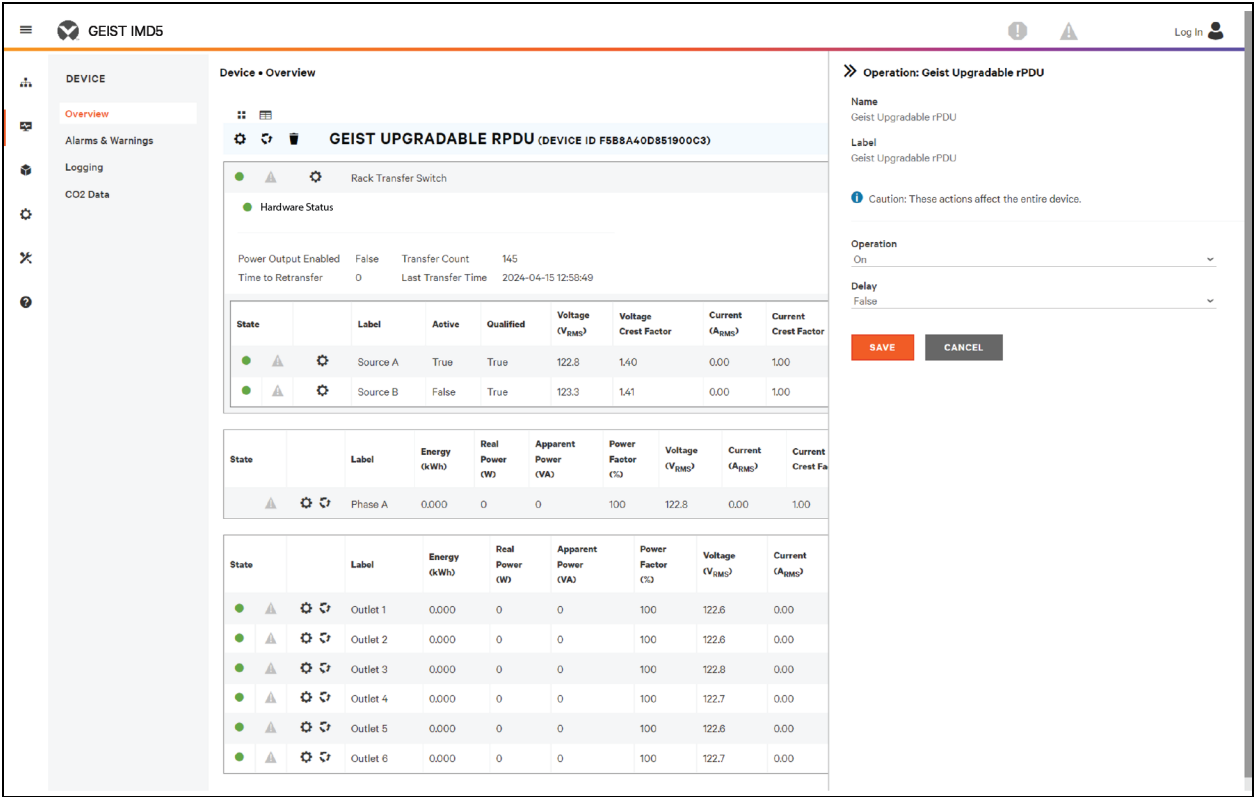 GEIST IMD5
Log In
DEVICE
Overview
Alarms & Warnings
Logging
CO2 Data
Device • Overview
GEIST UPGRADABLE RPDU (DEVICE ID F5B8A40D851900C3)
Rack Transfer Switch
Hardware Status
Power Output Enabled False Transfer Count 145
Time to Retransfer 0 Last Transfer Time 2024-04-15 12:58:49
State Label Active Qualified Voltage (VRMS) Voltage Crest Factor Current (ARMS) Current Crest Factor
Source A True True 122.8 1.40 0.00 1.00
Source B False True 123.3 1.41 0.00 1.00
State Label Energy (kWh) Real Power (W) Apparent Power (VA) Power Factor (%) Voltage (VRMS) Current (ARMS) Current Crest Fa
Phase A 0.000 0 0 100 122.8 0.00 1.00
State Label Energy (kWh) Real Power (W) Apparent Power (VA) Power Factor (%) Voltage (VRMS) Current (ARMS)
Outlet 1 0.000 0 0 100 122.6 0.00
Outlet 2 0.000 0 0 100 122.6 0.00
Outlet 3 0.000 0 0 100 122.8 0.00
Outlet 4 0.000 0 0 100 122.7 0.00
Outlet 5 0.000 0 0 100 122.6 0.00
Outlet 6 0.000 0 0 100 122.7 0.00
Operation: Geist Upgradable rPDU
Name
Geist Upgradable rPDU
Label
Geist Upgradable rPDU
Caution: These actions affect the entire device.
Operation
On
Delay
False
SAVE CANCEL